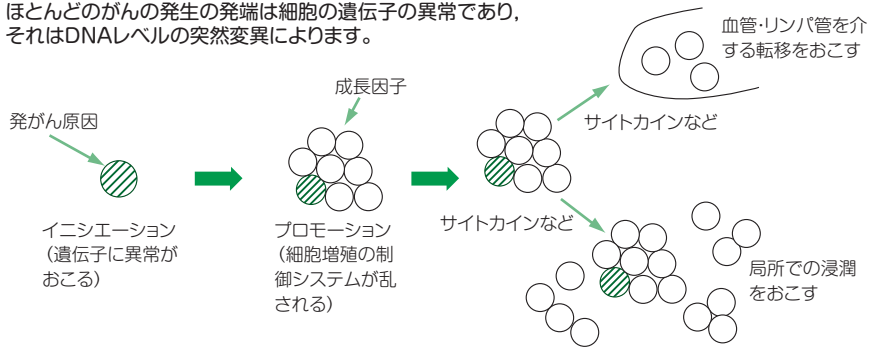 ほとんどのがんの発生の発端は細胞の遺伝子の異常であり,
それはDNAレベルの突然変異によります。
発がん原因
イニシエーション
(遺伝子に異常が
おこる)
成長因子
プロモーション
(細胞増殖の制
御システムが乱
される)
サイトカインなど
血管・リンパ管を介
する転移をおこす
サイトカインなど
局所での浸潤
をおこす